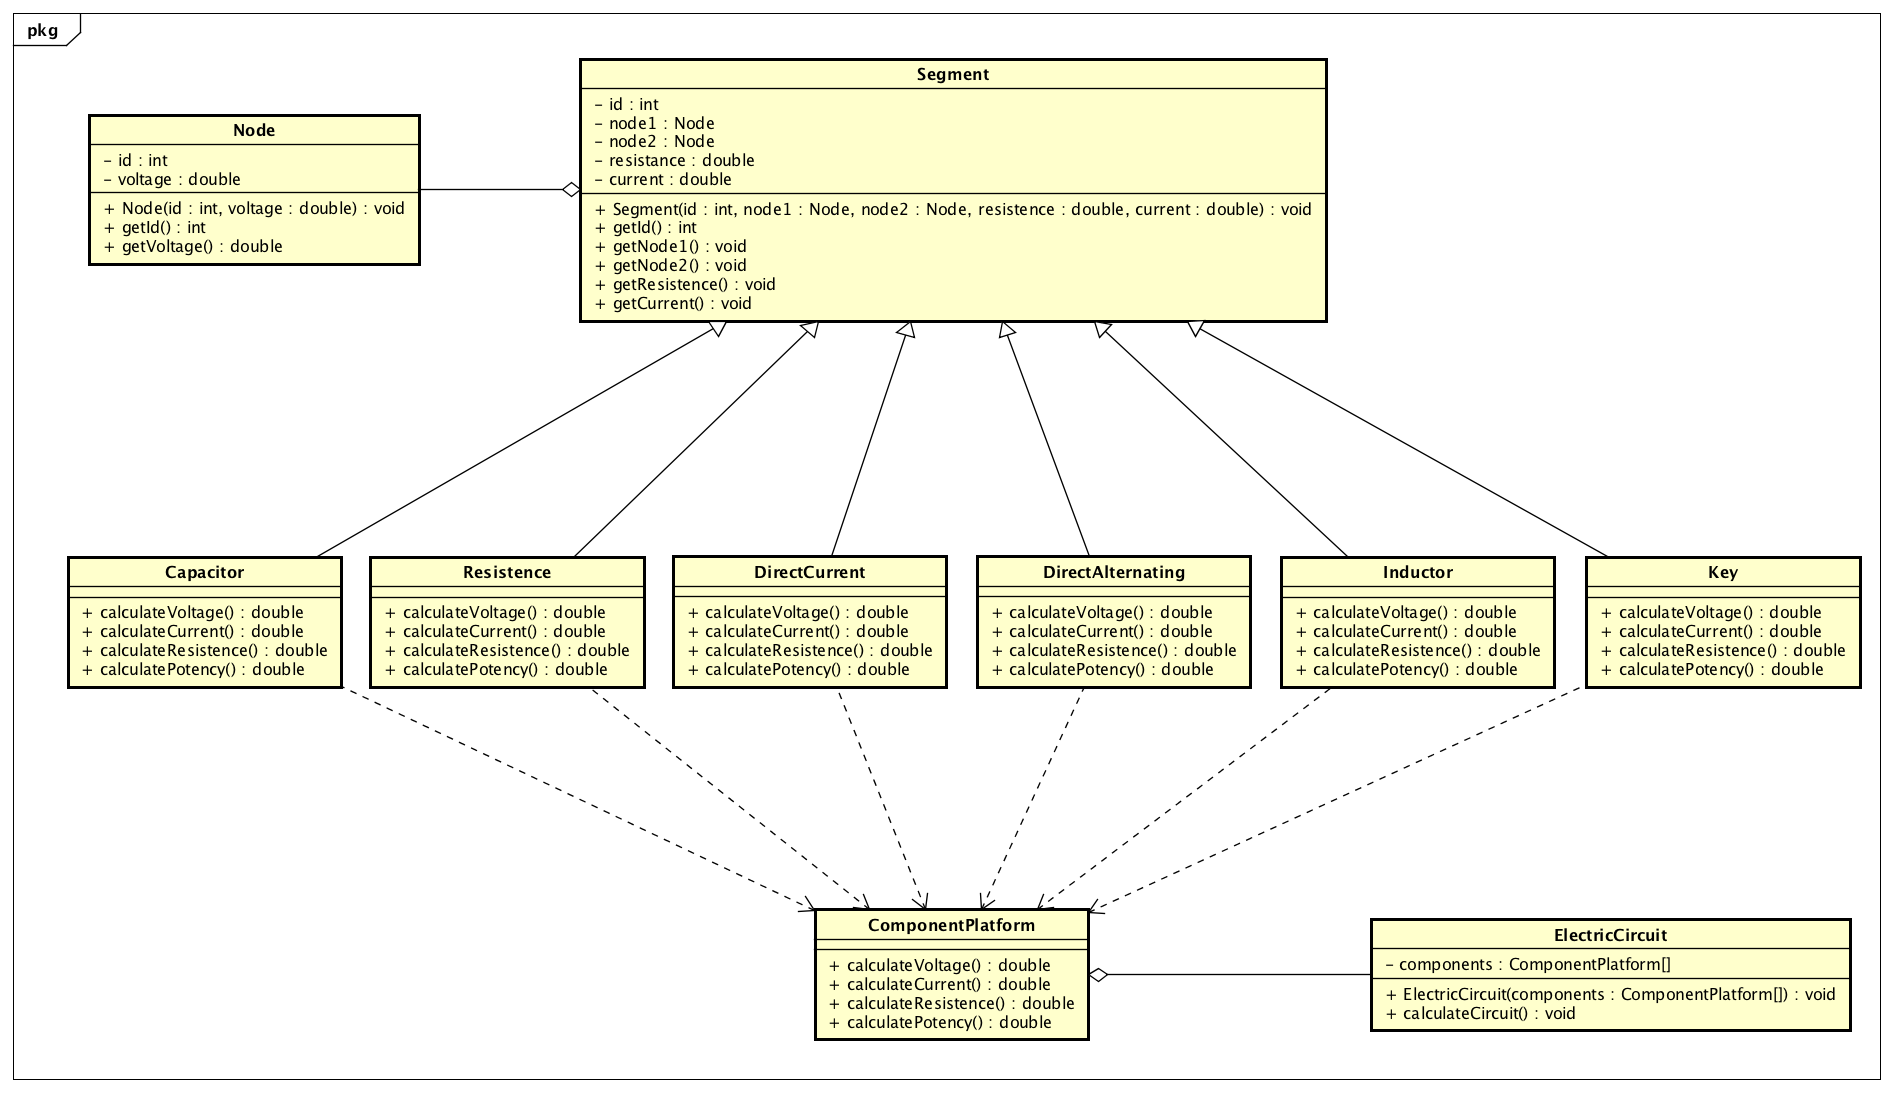 pkg
Segment
– id : int
– node1 : Node
– node2 : Node
– resistance : double
– current : double
+ Segment(id : int, node1 : Node, node2 : Node, resistence : double, current : double) : void
+ getId() : int
+ getNode1() : void
+ getNode2() : void
+ getResistence() : void
+ getCurrent() : void
Node
– id : int
– voltage : double
+ Node(id : int, voltage : double) : void
+ getId() : int
+ getVoltage() : double
Capacitor
+ calculateVoltage() : double
+ calculateCurrent() : double
+ calculateResistence() : double
+ calculatePotency() : double
Resistence
+ calculateVoltage() : double
+ calculateCurrent() : double
+ calculateResistence() : double
+ calculatePotency() : double
DirectCurrent
+ calculateVoltage() : double
+ calculateCurrent() : double
+ calculateResistence() : double
+ calculatePotency() : double
DirectAlternating
+ calculateVoltage() : double
+ calculateCurrent() : double
+ calculateResistence() : double
+ calculatePotency() : double
Inductor
+ calculateVoltage() : double
+ calculateCurrent() : double
+ calculateResistence() : double
+ calculatePotency() : double
Key
+ calculateVoltage() : double
+ calculateCurrent() : double
+ calculateResistence() : double
+ calculatePotency() : double
ComponentPlatform
+ calculateVoltage() : double
+ calculateCurrent() : double
+ calculateResistence() : double
+ calculatePotency() : double
ElectricCircuit
– components : ComponentPlatform[]
+ ElectricCircuit(components : ComponentPlatform[]) : void
+ calculateCircuit() : void